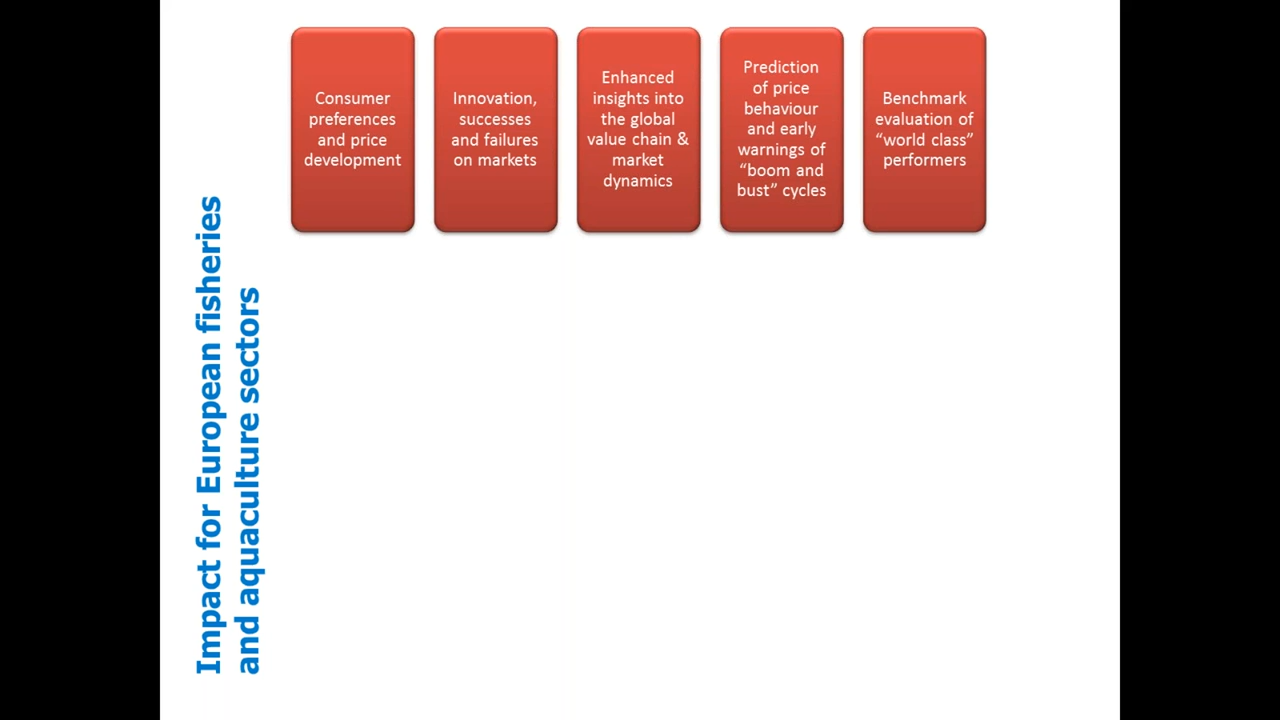 Impact for European fisheries
and aquaculture sectors
Consumer
preferences
and price
development
Innovation,
successes
and failures
on markets
Enhanced
insights into
the global
value chain &
market
dynamics
Prediction
of price
behaviour
and early
warnings of
“boom and
bust” cycles
Benchmark
evaluation of
“world class”
performers